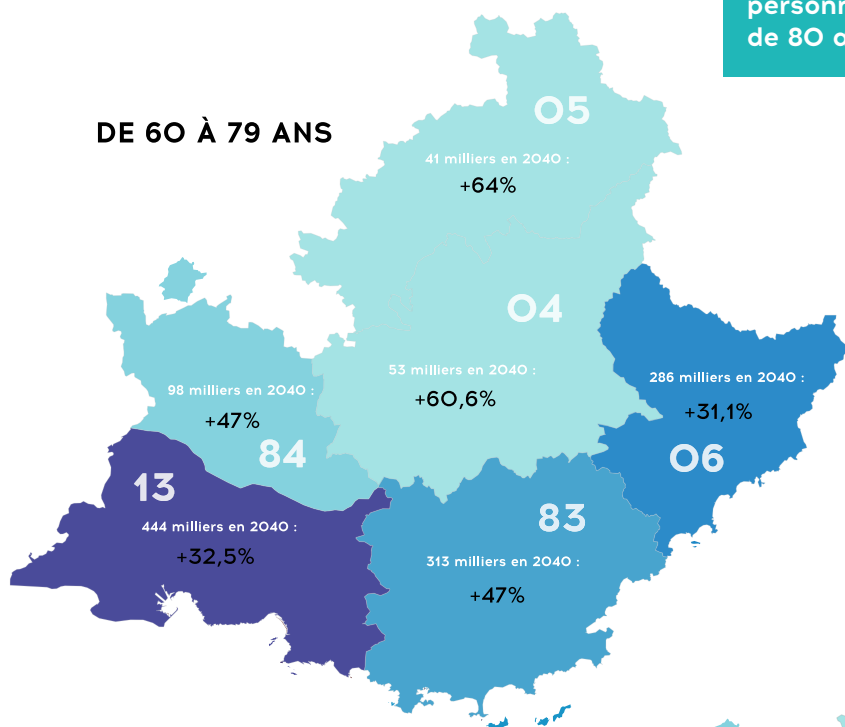 de 80
DE 60 À 79 ANS
05
41 milliers en 2040 :
+64%
04
53 milliers en 2040 :
+60,6%
286 milliers en 2040 :
+31,1%
06
98 milliers en 2040 :
+47%
84
13
444 milliers en 2040 :
+32,5%
83
313 milliers en 2040 :
+47%